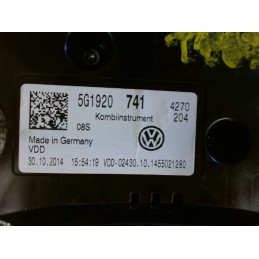 5G1920 741 4270
Kombiinstrument 204
08S
Made in Germany
VDD
30.10.2014 15:54:19 VDD-02430.10.1455021280